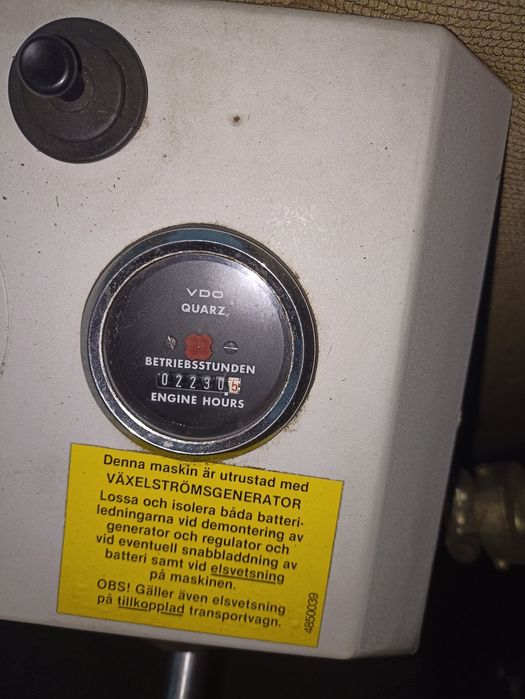 VDO
QUARZ
BETRIEBSSTUNDEN
022305
ENGINE HOURS
Denna maskin är utrustad med
VÄXELSTRÖMSGENERATOR
Lossa och isolera båda batteri-
ledningarna vid demontering av
generator och regulator och
vid eventuell snabbladdning av
batteri samt vid elsvetsning
på maskinen.
OBS! Gäller även elsvetsning
på tillkopplad transportvagn.
4850039